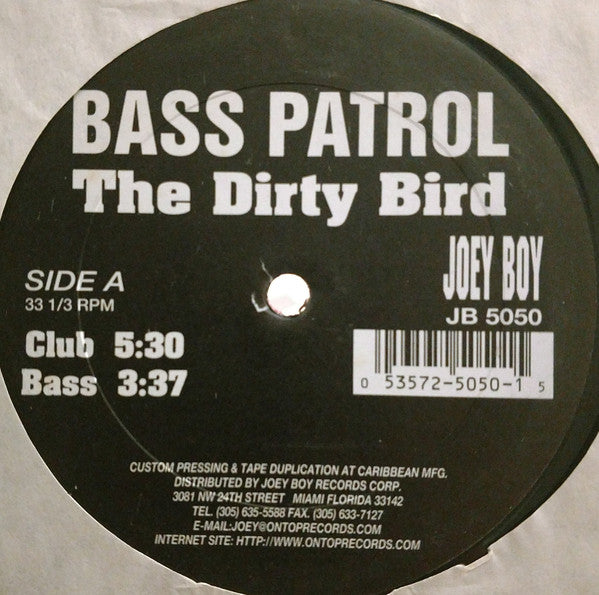 BASS PATROL
The Dirty Bird
SIDE A
33 1/3 RPM
JOEY BOY
JB 5050
Club 5:30
Bass 3:37
0 53572-5050-1 5
CUSTOM PRESSING & TAPE DUPLICATION AT CARIBBEAN MFG.
DISTRIBUTED BY JOEY BOY RECORDS CORP.
3081 NW 24TH STREET MIAMI FLORIDA 33142
TEL. (305) 635-5588 FAX. (305) 633-7127
E-MAIL:JOEY@ONTOPRECORDS.COM
INTERNET SITE: HTTP://WWW.ONTOPRECORDS.COM